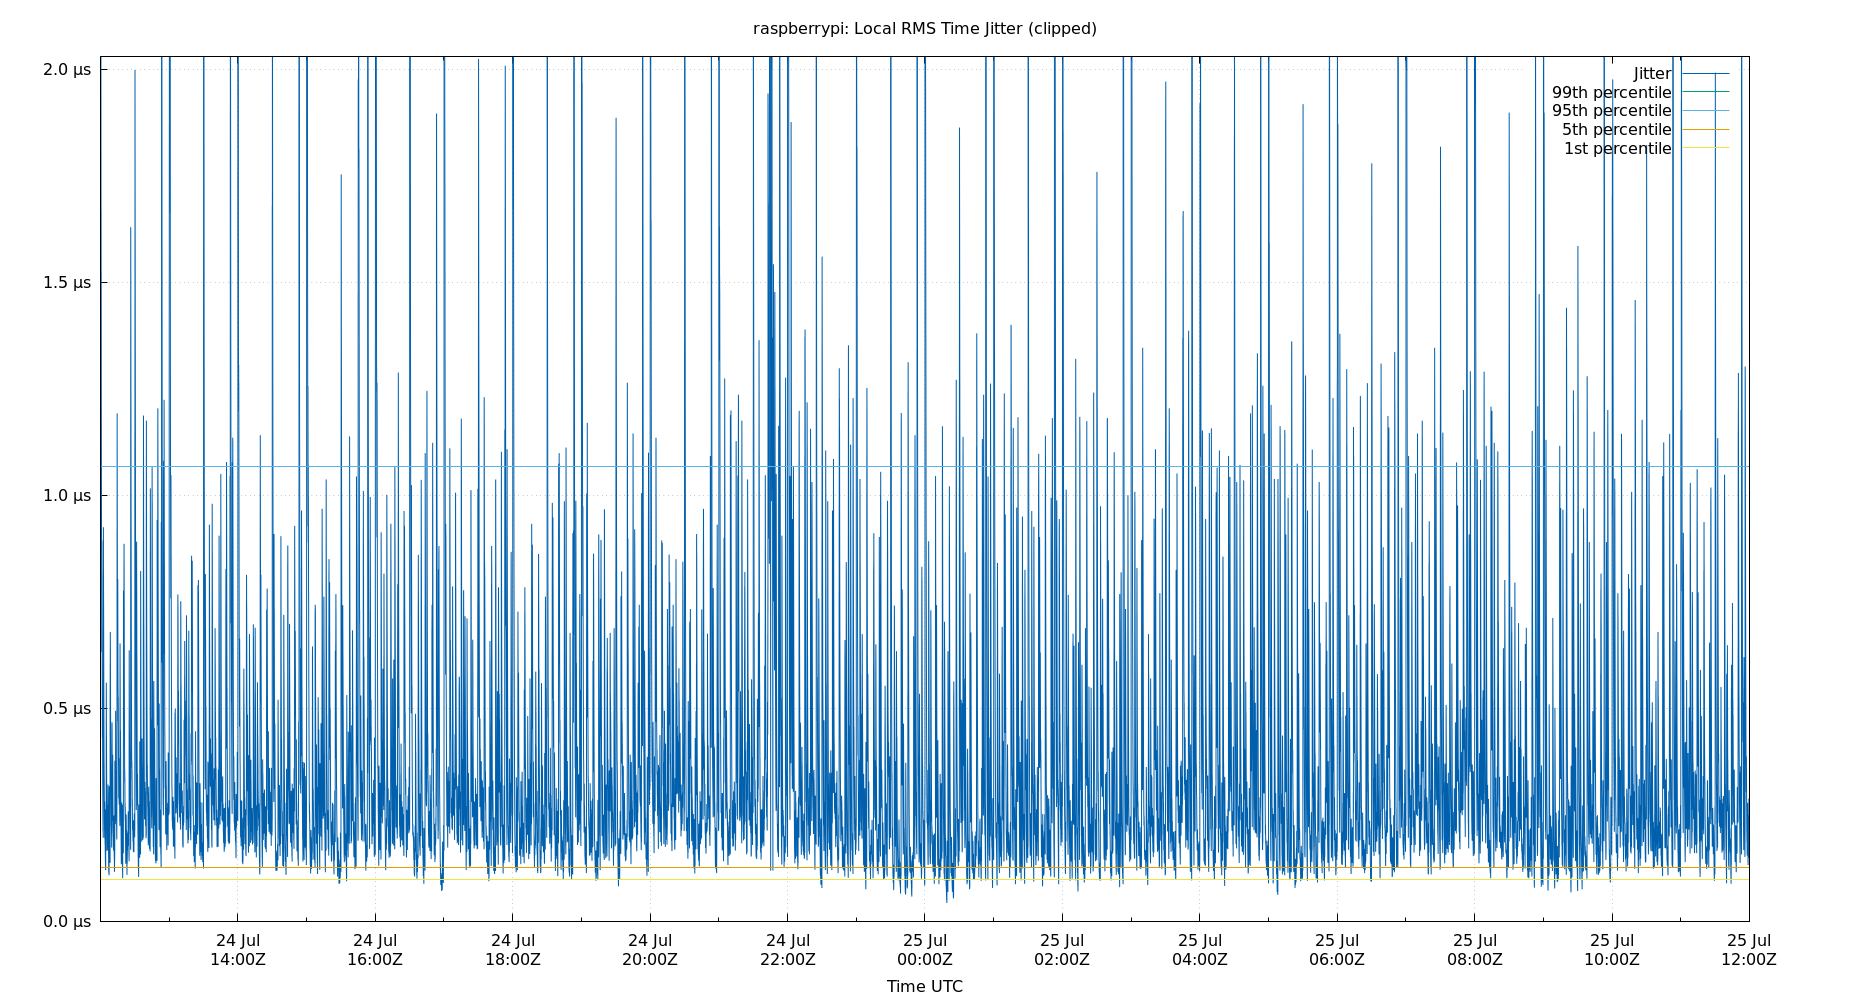 raspberrypi: Local RMS Time Jitter (clipped)
2.0 µs
1.5 µs
1.0 µs
0.5 µs
0.0 µs
Jitter
99th percentile
95th percentile
5th percentile
1st percentile
24 Jul 24 Jul 24 Jul 24 Jul 24 Jul 25 Jul 25 Jul 25 Jul 25 Jul 25 Jul 25 Jul 25 Jul
14:00Z 16:00Z 18:00Z 20:00Z 22:00Z 00:00Z 02:00Z 04:00Z 06:00Z 08:00Z 10:00Z 12:00Z
Time UTC